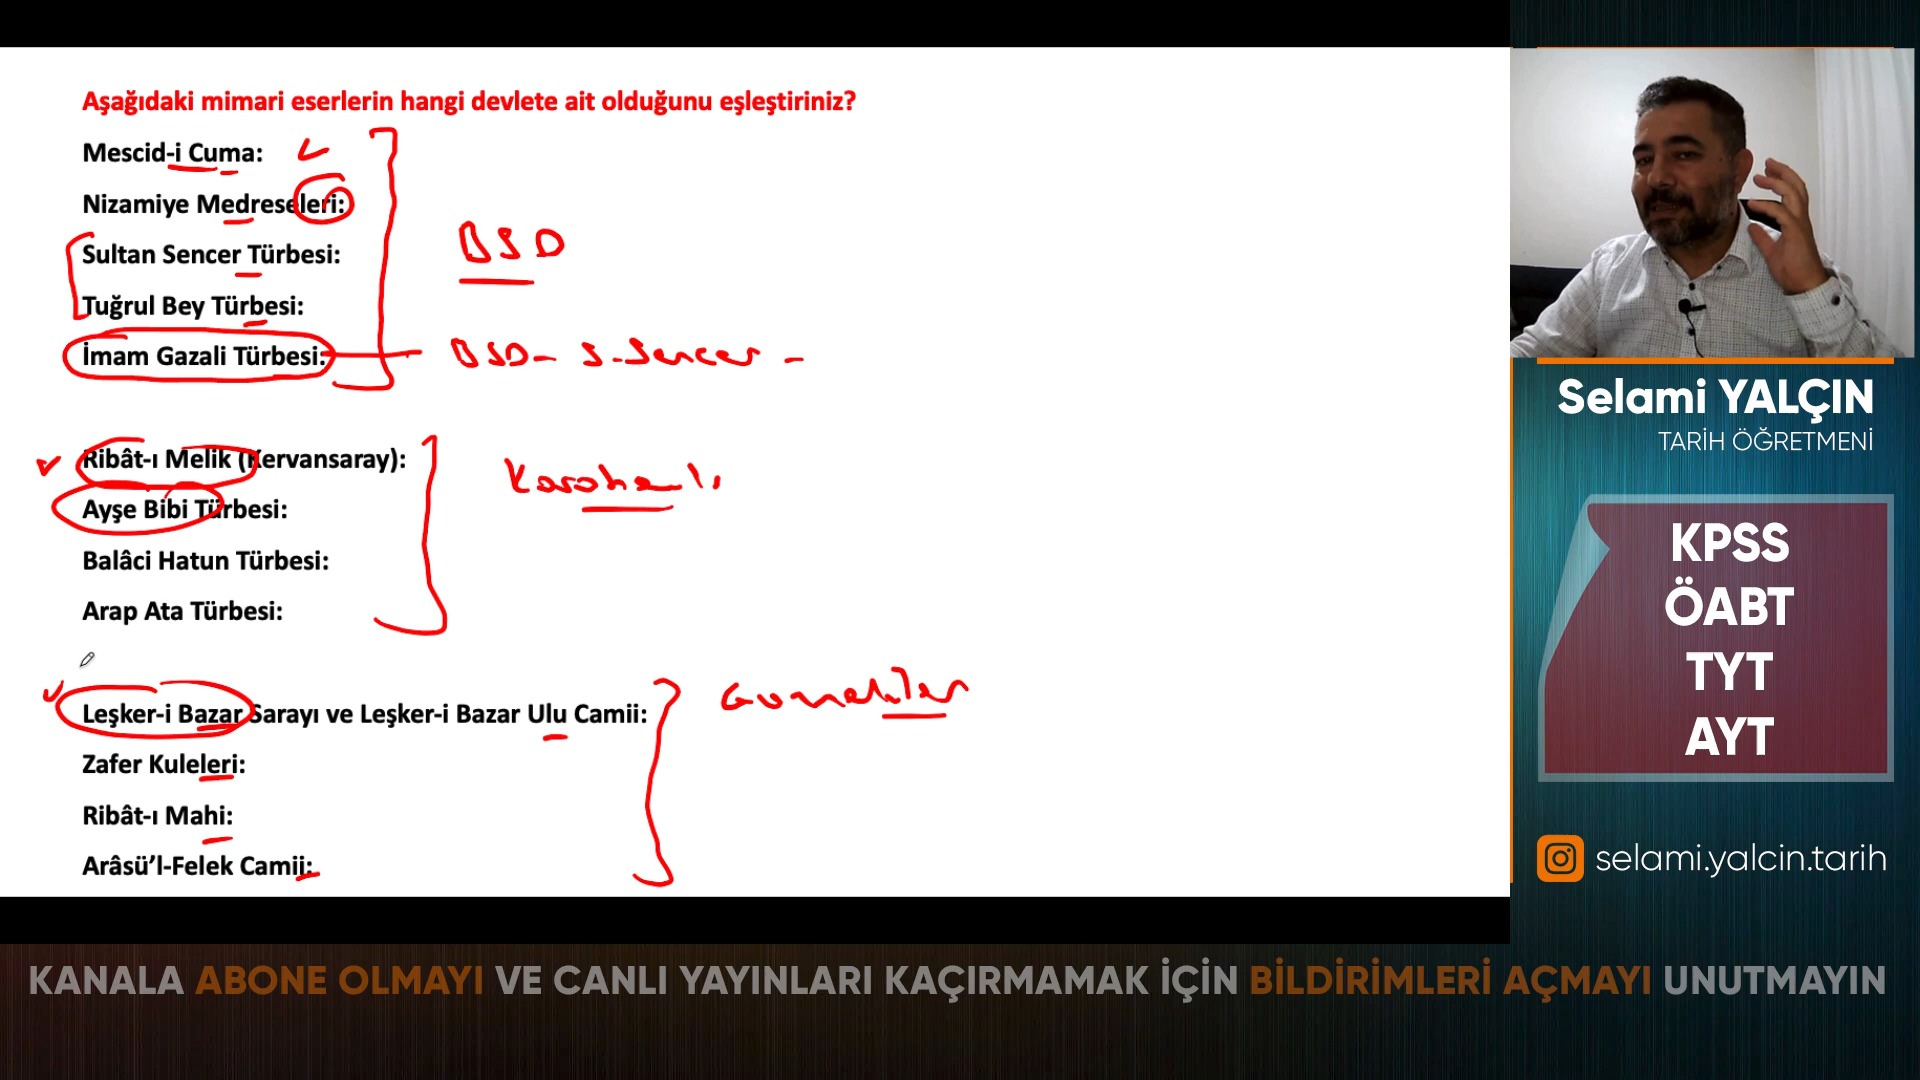 Aşağıdaki mimari eserlerin hangi devlete ait olduğunu eşleştiriniz?
Mescid-i Cuma:
Nizamiye Medreseleri:
Sultan Sencer Türbesi:
BSD
Tuğrul Bey Türbesi:
İmam Gazali Türbesi:
BSD- S.Sencer -
Ribât-ı Melik (Kervansaray):
Karahanlı
Ayşe Bibi Türbesi:
Balâci Hatun Türbesi:
Arap Ata Türbesi:
Leşker-i Bazar Sarayı ve Leşker-i Bazar Ulu Camii:
Gazneliler
Zafer Kuleleri:
Ribât-ı Mahi:
Arâsü’l-Felek Camii:
Selami YALÇIN
TARİH ÖĞRETMENİ
KPSS
ÖABT
TYT
AYT
selami.yalcin.tarih
KANALA ABONE OLMAYI VE CANLI YAYINLARI KAÇIRMAMAK İÇİN BİLDİRİMLERİ AÇMAYI UNUTMAYIN